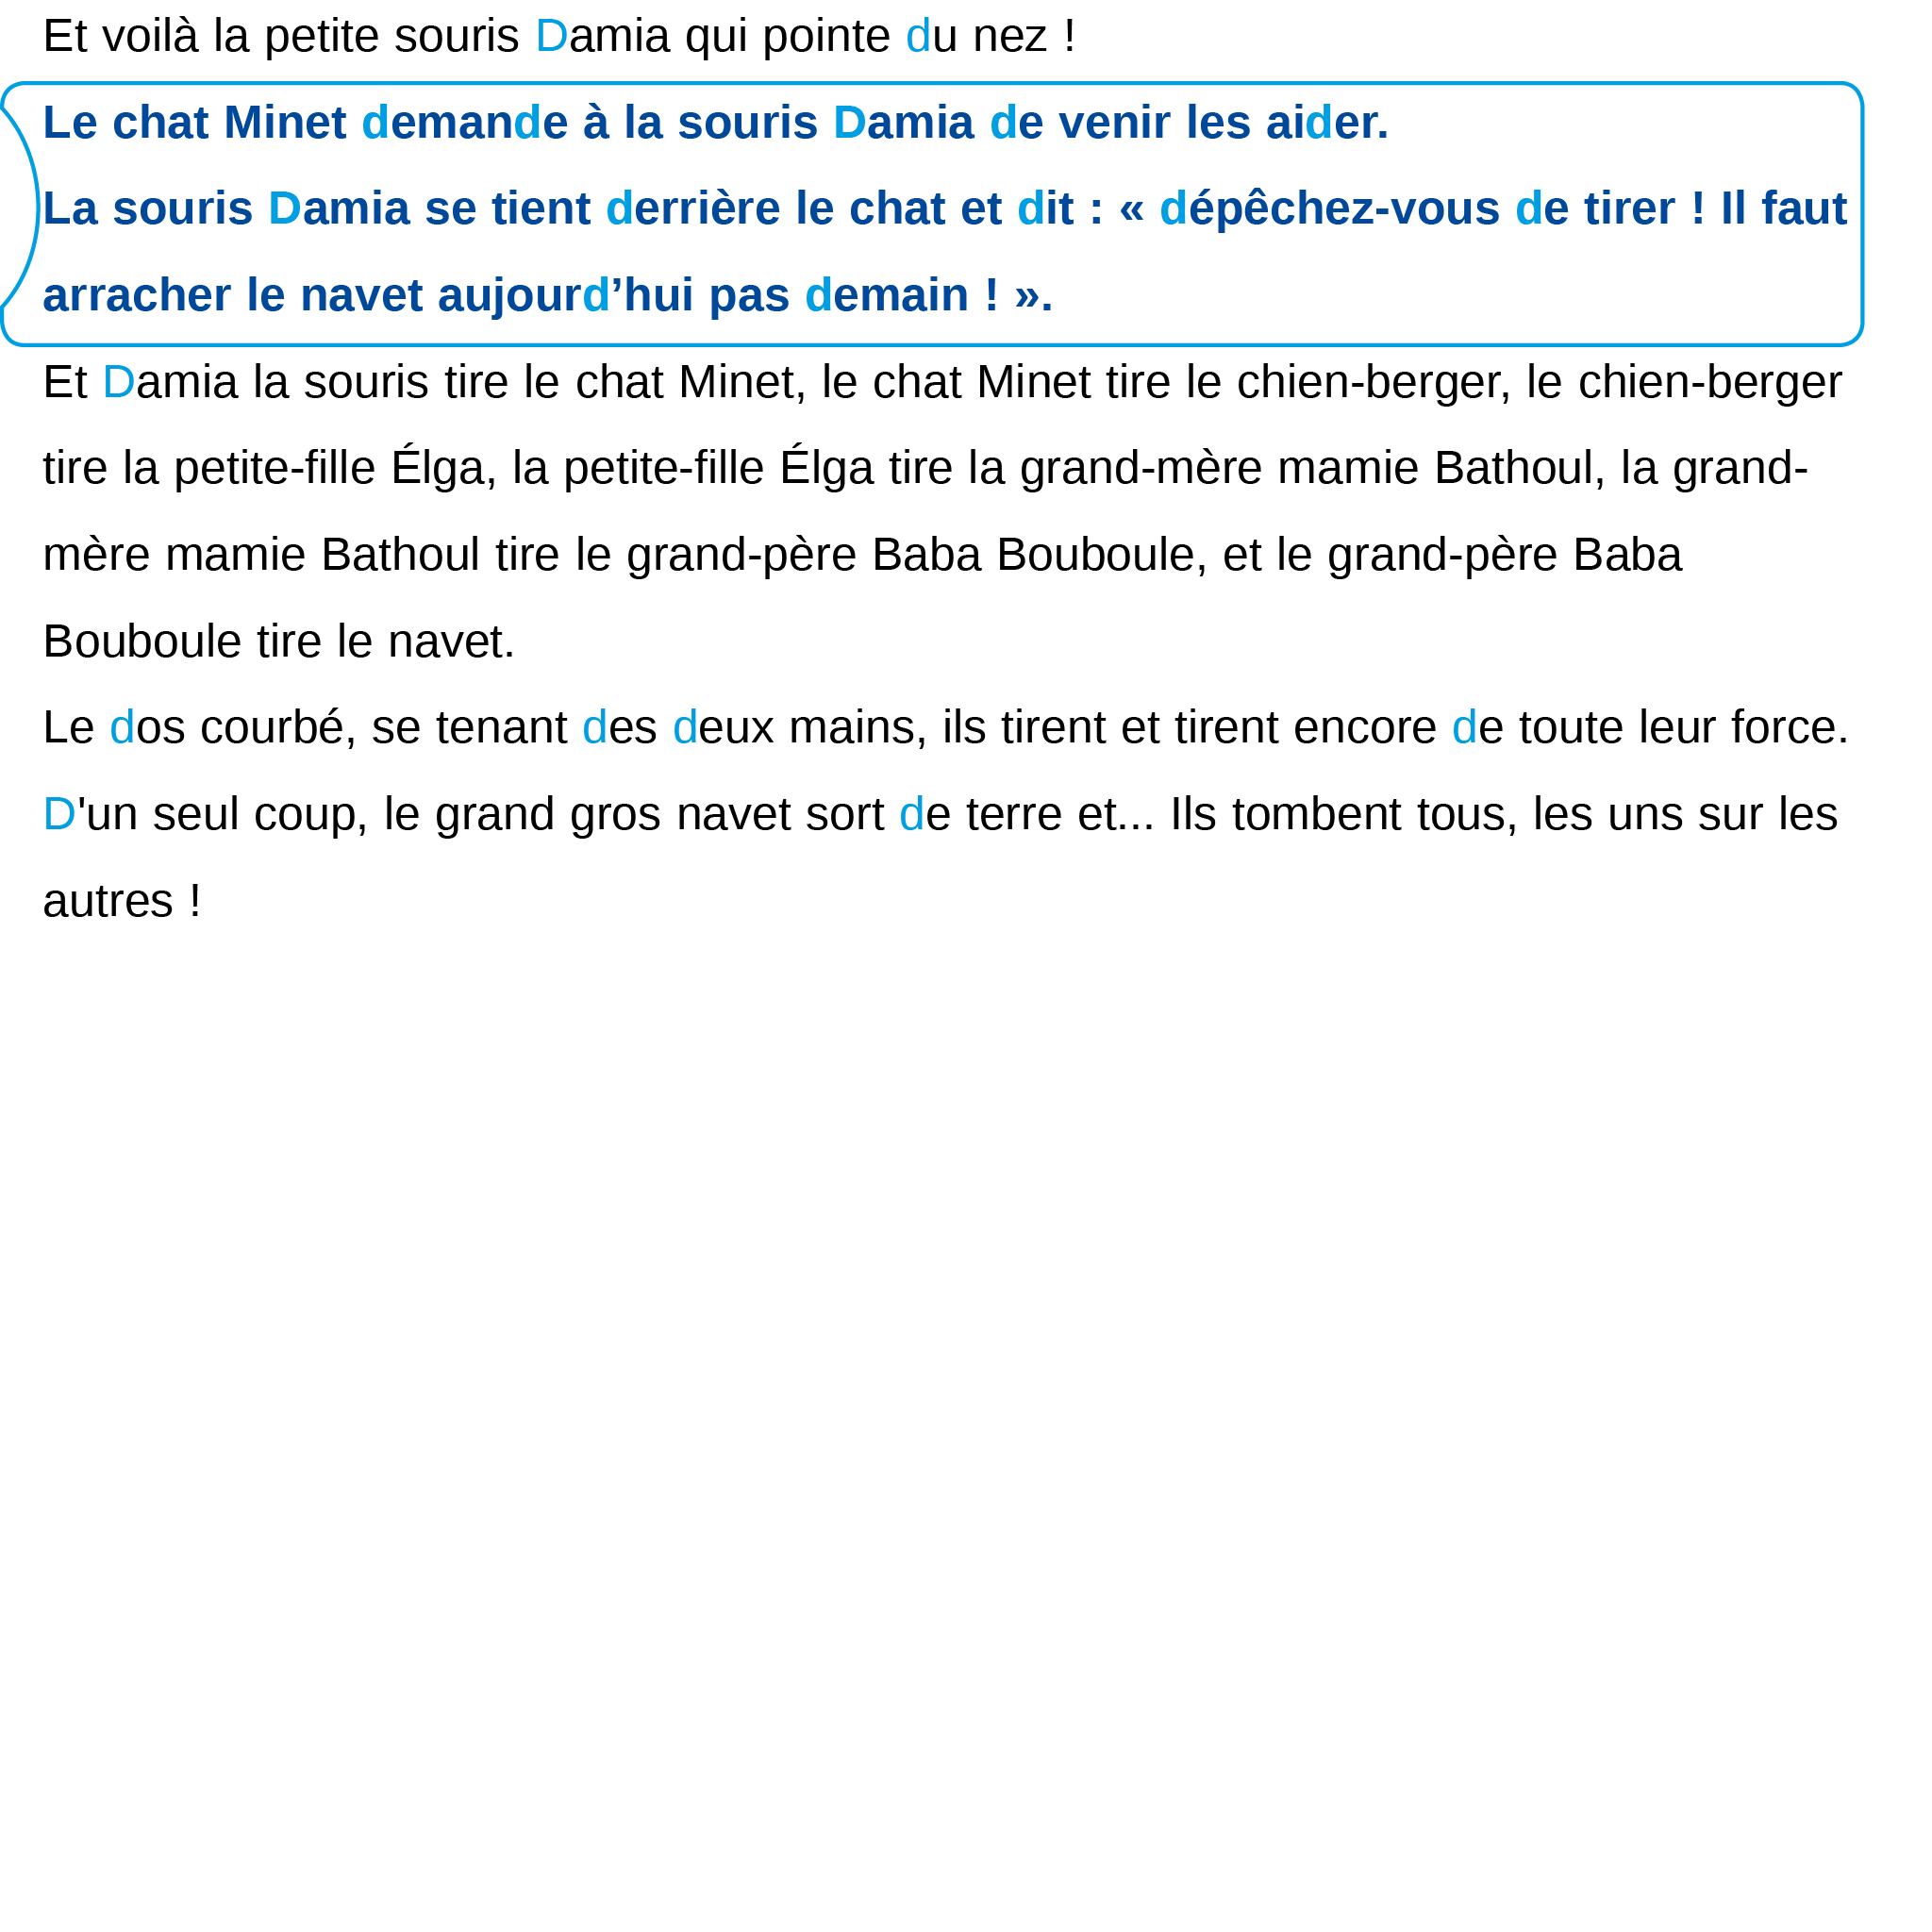 Et voilà la petite souris Damia qui pointe du nez !
Le chat Minet demande à la souris Damia de venir les aider.
La souris Damia se tient derrière le chat et dit : « dépêchez-vous de tirer ! Il faut
arracher le navet aujourd’hui pas demain ! ».
Et Damia la souris tire le chat Minet, le chat Minet tire le chien-berger, le chien-berger
tire la petite-fille Élga, la petite-fille Élga tire la grand-mère mamie Bathoul, la grand-
mère mamie Bathoul tire le grand-père Baba Bouboule, et le grand-père Baba
Bouboule tire le navet.
Le dos courbé, se tenant des deux mains, ils tirent et tirent encore de toute leur force.
D'un seul coup, le grand gros navet sort de terre et... Ils tombent tous, les uns sur les
autres !